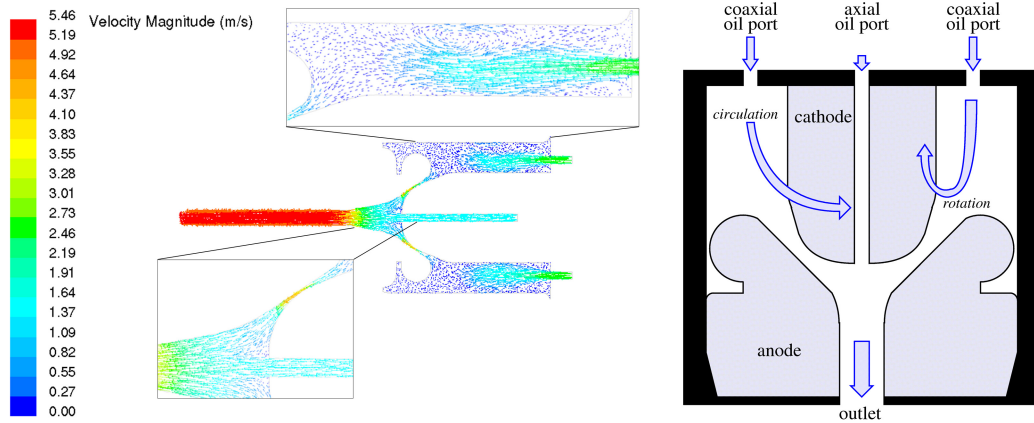 5.46
5.19
4.92
4.64
4.37
4.10
3.83
3.55
3.28
3.01
2.73
2.46
2.19
1.91
1.64
1.37
1.09
0.82
0.55
0.27
0.00
Velocity Magnitude (m/s)
coaxial
oil port
axial
oil port
coaxial
oil port
circulation
cathode
rotation
anode
outlet